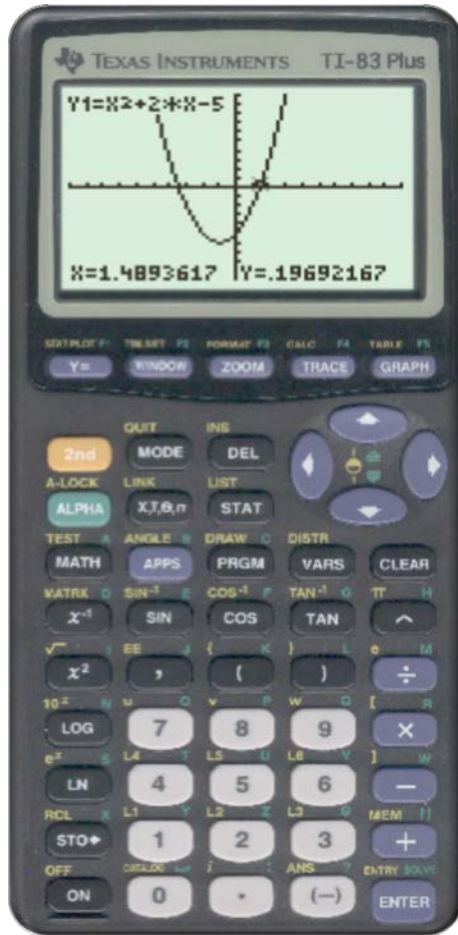 TEXAS INSTRUMENTS TI-83 Plus
Y1=X2+2*X-5
X=1.4893617 Y=.19692167
STAT PLOT F1 TBLSET F2 FORMAT F3 CALC F4 TABLE F5
Y= WINDOW ZOOM TRACE GRAPH
QUIT INS
2nd MODE DEL
A-LOCK LINK LIST
ALPHA X,T,θ,n STAT
TEST A ANGLE B DRAW C DISTR
MATH APPS PRGM VARS CLEAR
MATRX D SIN-1 E COS-1 F TAN-1 G π H
x-1 SIN COS TAN ^
√ I EE J { K } L e M
x2 , ( ) ÷
10x N u O v P w Q [ R
LOG 7 8 9 ×
ex S L4 T L5 U L6 V ] W
LN 4 5 6 −
RCL X L1 Y L2 Z L3 θ MEM
STO 1 2 3 +
OFF CATALOG i : ANS ? ENTRY SOLVE
ON 0 . (−) ENTER